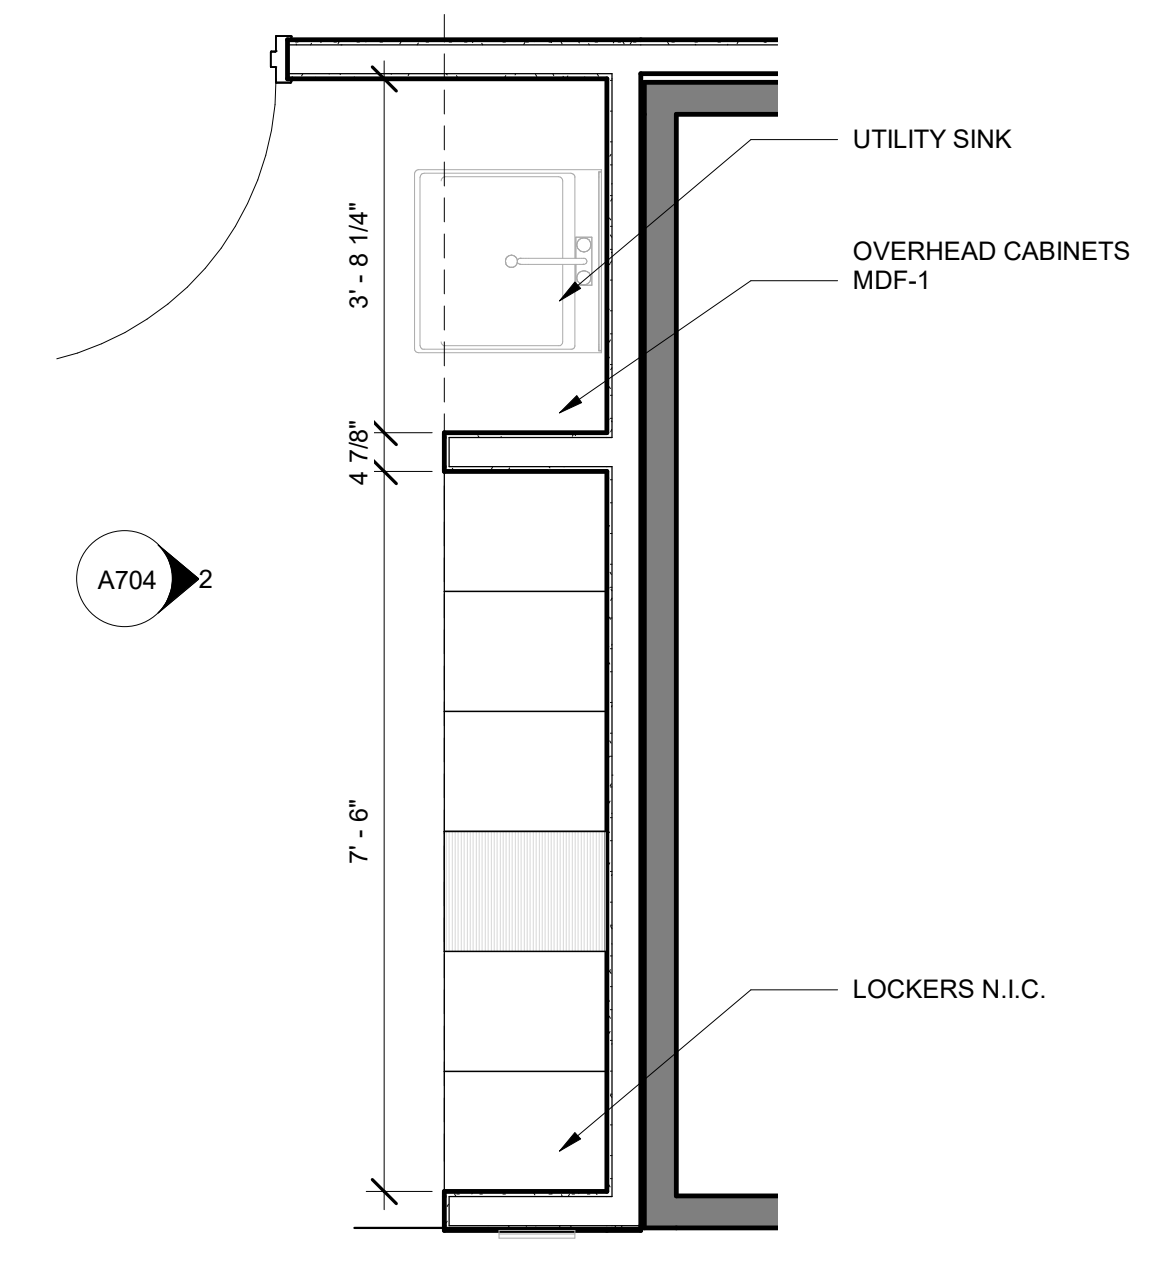 UTILITY SINK
OVERHEAD CABINETS
MDF-1
3' - 8 1/4"
4 7/8"
A704
2
7' - 6"
LOCKERS N.I.C.